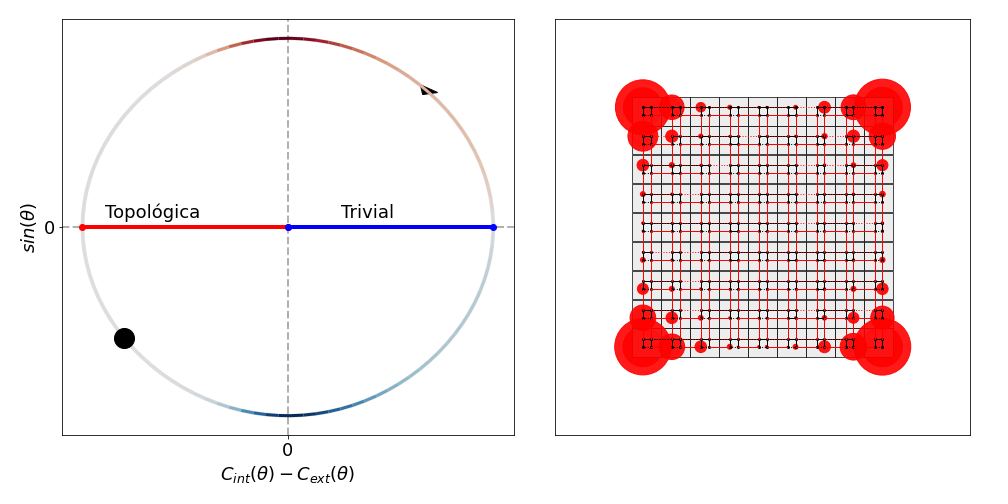 Topológica
Trivial
sin(θ)
0
0
C_int(θ) − C_ext(θ)